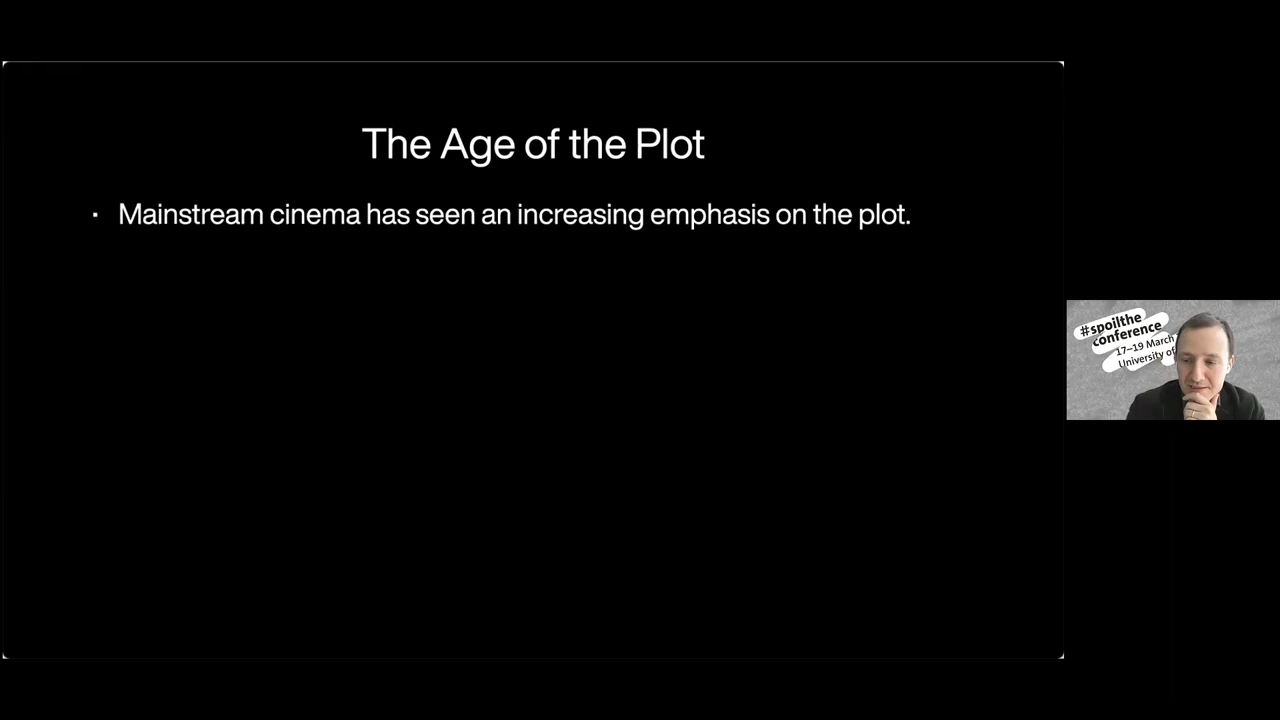 The Age of the Plot
· Mainstream cinema has seen an increasing emphasis on the plot.
#spoilthe
conference
17–19 March
University of